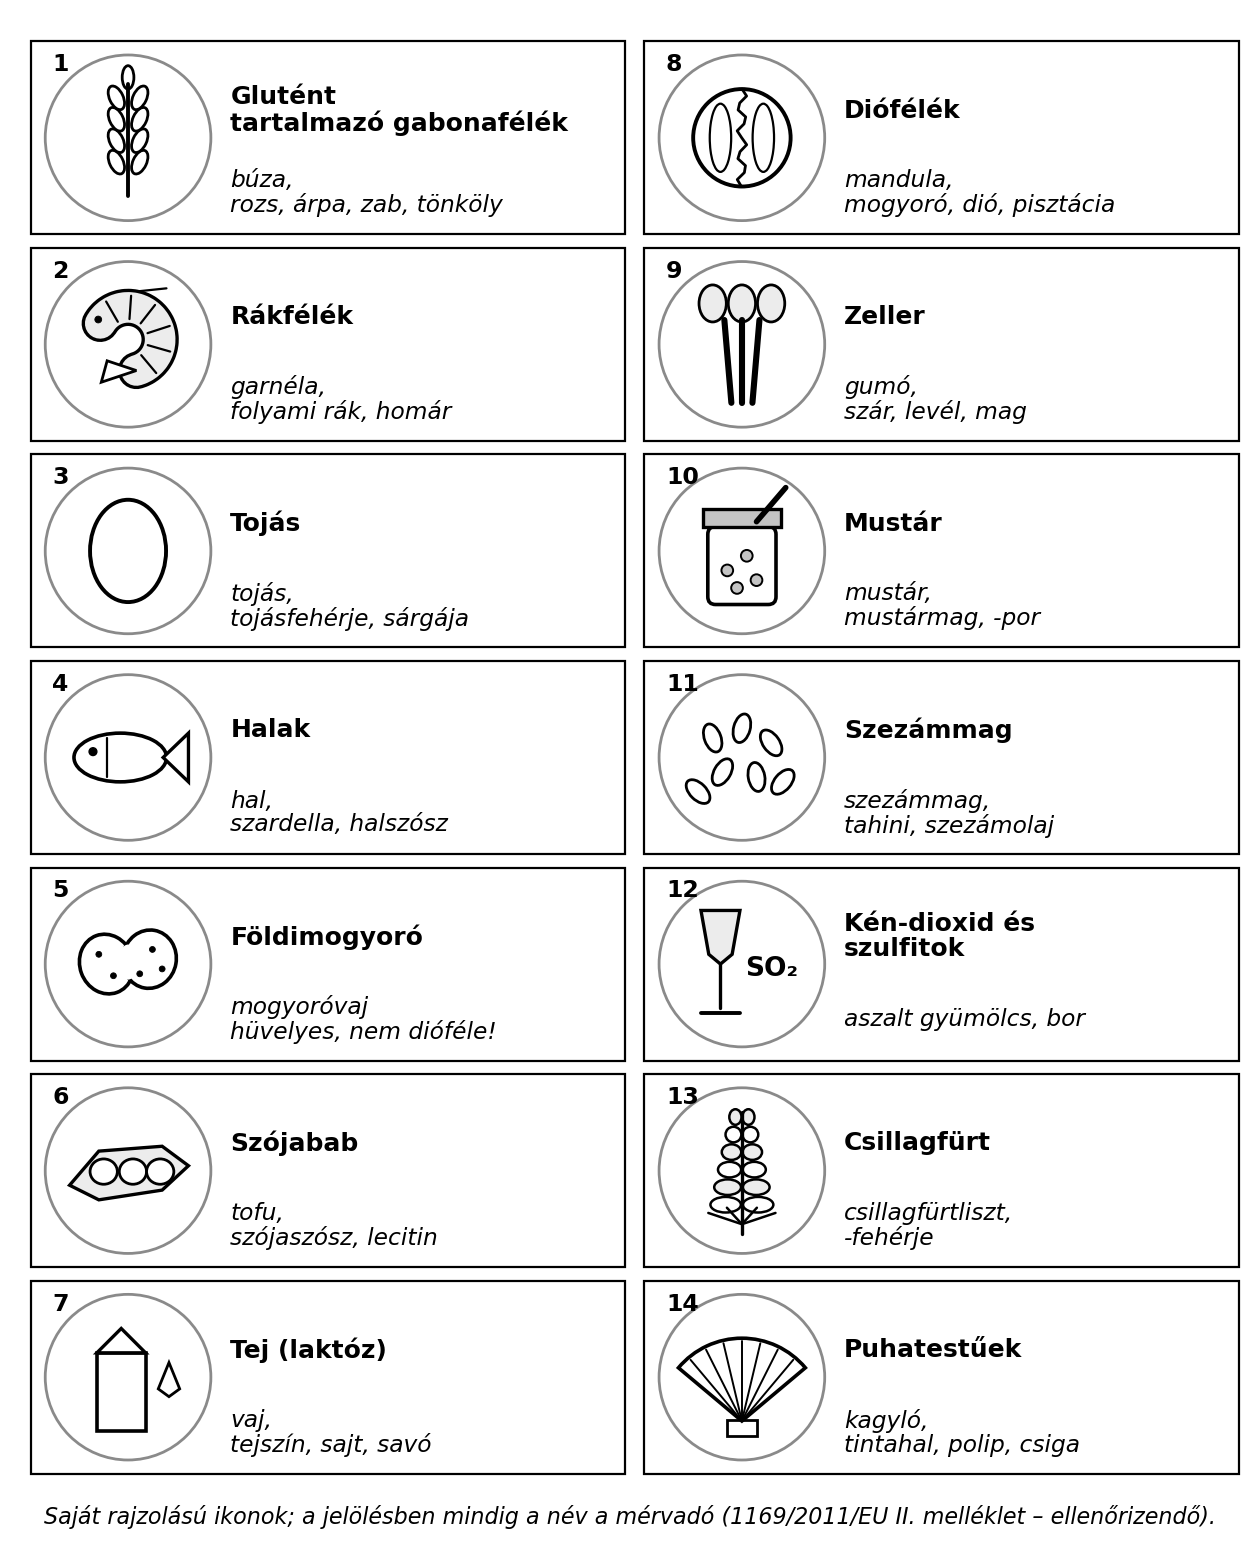 1
Glutént
tartalmazó gabonafélék
búza,
rozs, árpa, zab, tönköly
2
Rákfélék
garnéla,
folyami rák, homár
3
Tojás
tojás,
tojásfehérje, sárgája
4
Halak
hal,
szardella, halszósz
5
Földimogyoró
mogyoróvaj
hüvelyes, nem dióféle!
6
Szójabab
tofu,
szójaszósz, lecitin
7
Tej (laktóz)
vaj,
tejszín, sajt, savó
8
Diófélék
mandula,
mogyoró, dió, pisztácia
9
Zeller
gumó,
szár, levél, mag
10
Mustár
mustár,
mustármag, -por
11
Szezámmag
szezámmag,
tahini, szezámolaj
12
SO₂
Kén-dioxid és
szulfitok
aszalt gyümölcs, bor
13
Csillagfürt
csillagfürtliszt,
-fehérje
14
Puhatestűek
kagyló,
tintahal, polip, csiga
Saját rajzolású ikonok; a jelölésben mindig a név a mérvadó (1169/2011/EU II. melléklet – ellenőrizendő).